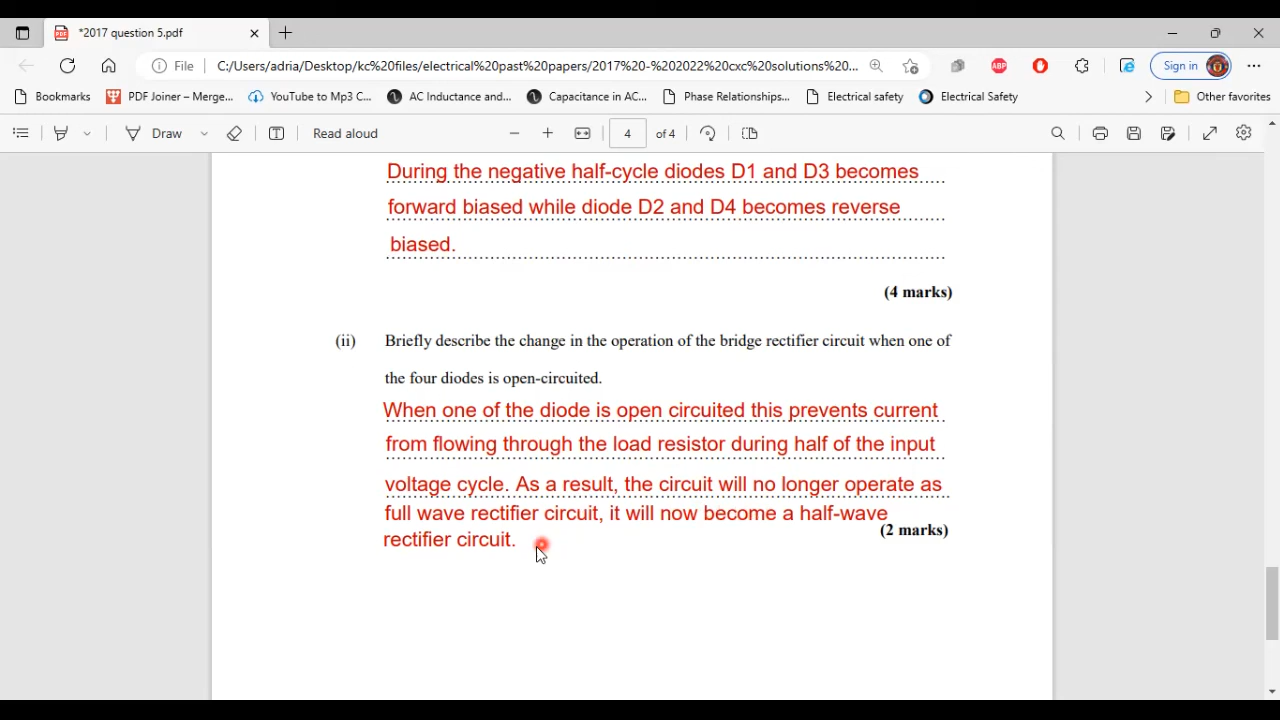 *2017 question 5.pdf
File
C:/Users/adria/Desktop/kc%20files/electrical%20past%20papers/2017%20-%202022%20cxc%20solutions%20...
ABP
Sign in
Bookmarks
PDF Joiner – Merge...
YouTube to Mp3 C...
AC Inductance and...
Capacitance in AC...
Phase Relationships...
Electrical safety
Electrical Safety
Other favorites
Draw
Read aloud
4
of 4
During the negative half-cycle diodes D1 and D3 becomes
forward biased while diode D2 and D4 becomes reverse
biased.
(4 marks)
(ii) Briefly describe the change in the operation of the bridge rectifier circuit when one of
the four diodes is open-circuited.
When one of the diode is open circuited this prevents current
from flowing through the load resistor during half of the input
voltage cycle. As a result, the circuit will no longer operate as
full wave rectifier circuit, it will now become a half-wave
(2 marks)
rectifier circuit.